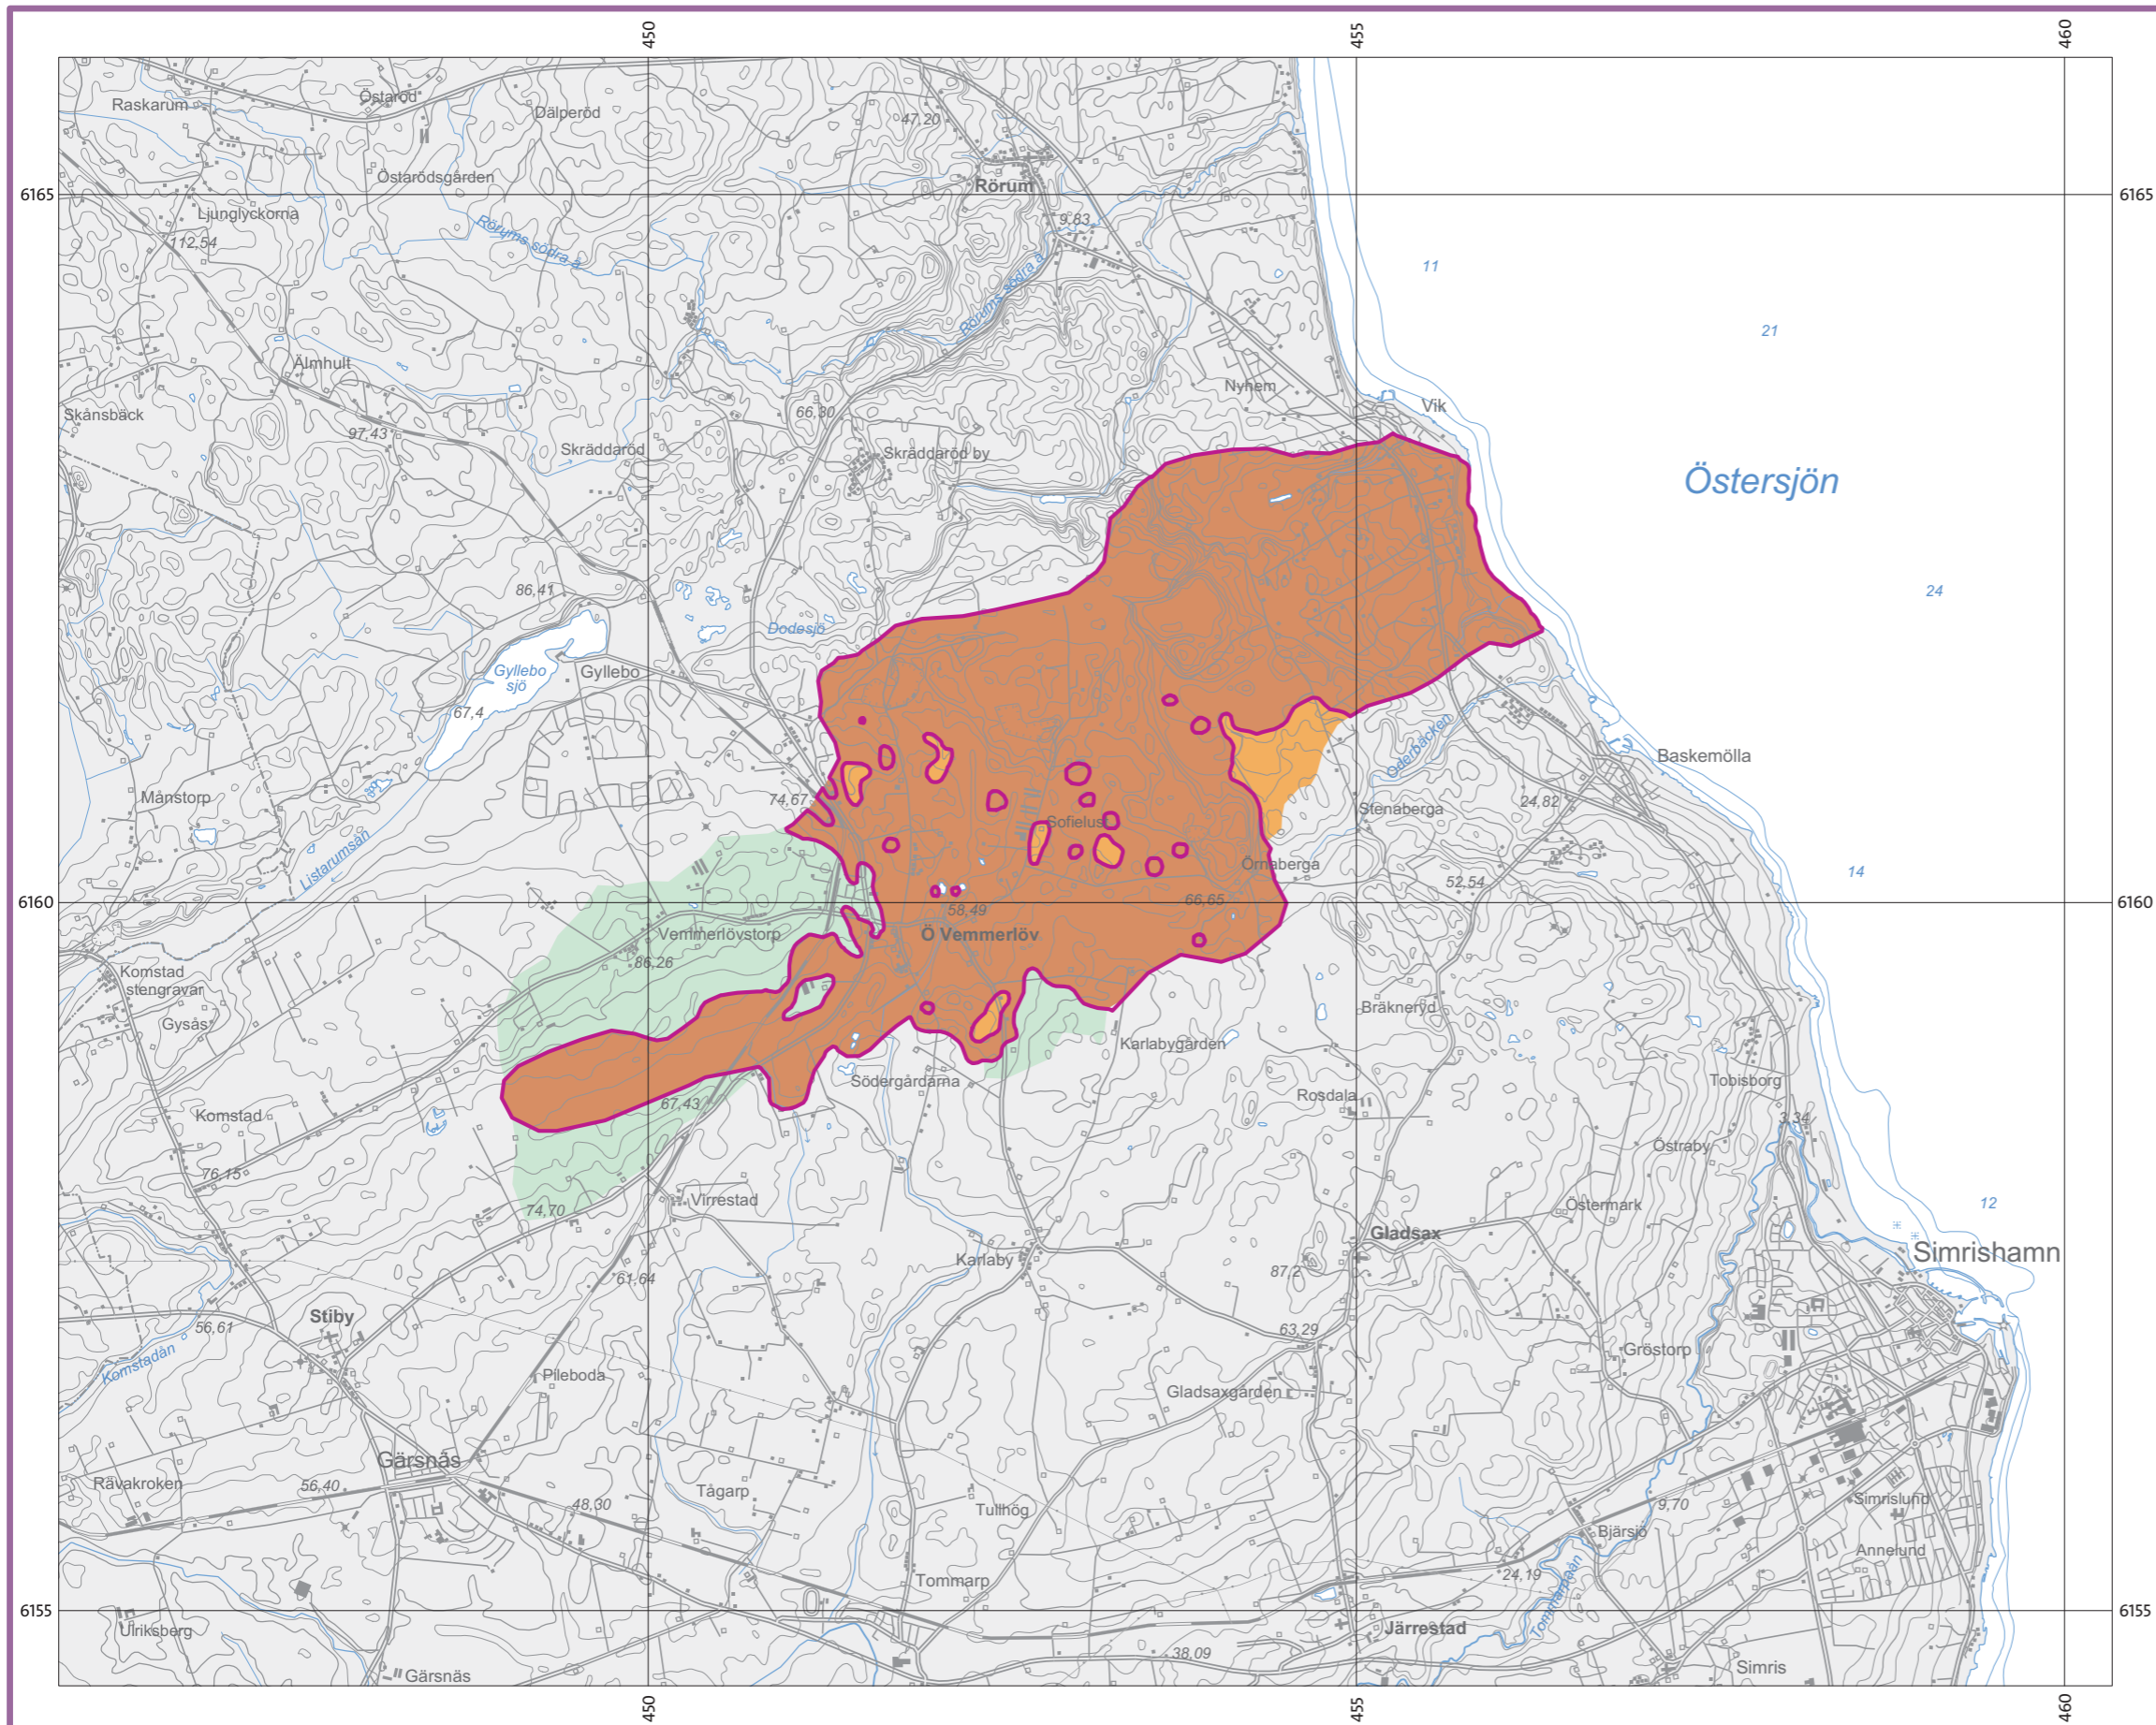 450
455
460
Raskarum
Östaröd
Dälperöd
47,20
Östarödsgården
Rörum
6165
6165
Ljunglyckorna
9,83
112,54
Rörums södra å
Rörums södra å
11
21
Älmhult
Nyhem
Skånsbäck
66,30
Vik
97,43
Skräddaröd
Skräddaröd by
Östersjön
86,41
24
Dodesjö
Gyllebo
sjö
Gyllebo
67,4
Oderbäcken
Baskemölla
Månstorp
74,67
24,82
Stenaberga
Sofielust
Listarumsån
Örnaberga
14
52,54
66,65
6160
6160
58,49
Vemmerlövstorp
Ö Vemmerlöv
86,26
Komstad
stengravar
Bräkneryd
Gysås
Karlabygården
Södergårdarna
Tobisborg
Rosdala
67,43
Komstad
3,34
Östraby
76,15
Virrestad
74,70
Östermark
12
Gladsax
Simrishamn
Karlaby
87,2
61,64
Stiby
56,61
63,29
Gröstorp
Komstadån
Pileboda
Gladsaxgården
Gärsnäs
Rävakroken
56,40
Tågarp
48,30
Tullhög
9,70
Simrislund
Bjärsjö
Annelund
Tommarp
24,19
Tommarpaån
6155
6155
Ulriksberg
Järrestad
38,09
Gärsnäs
Simris
450
455
460